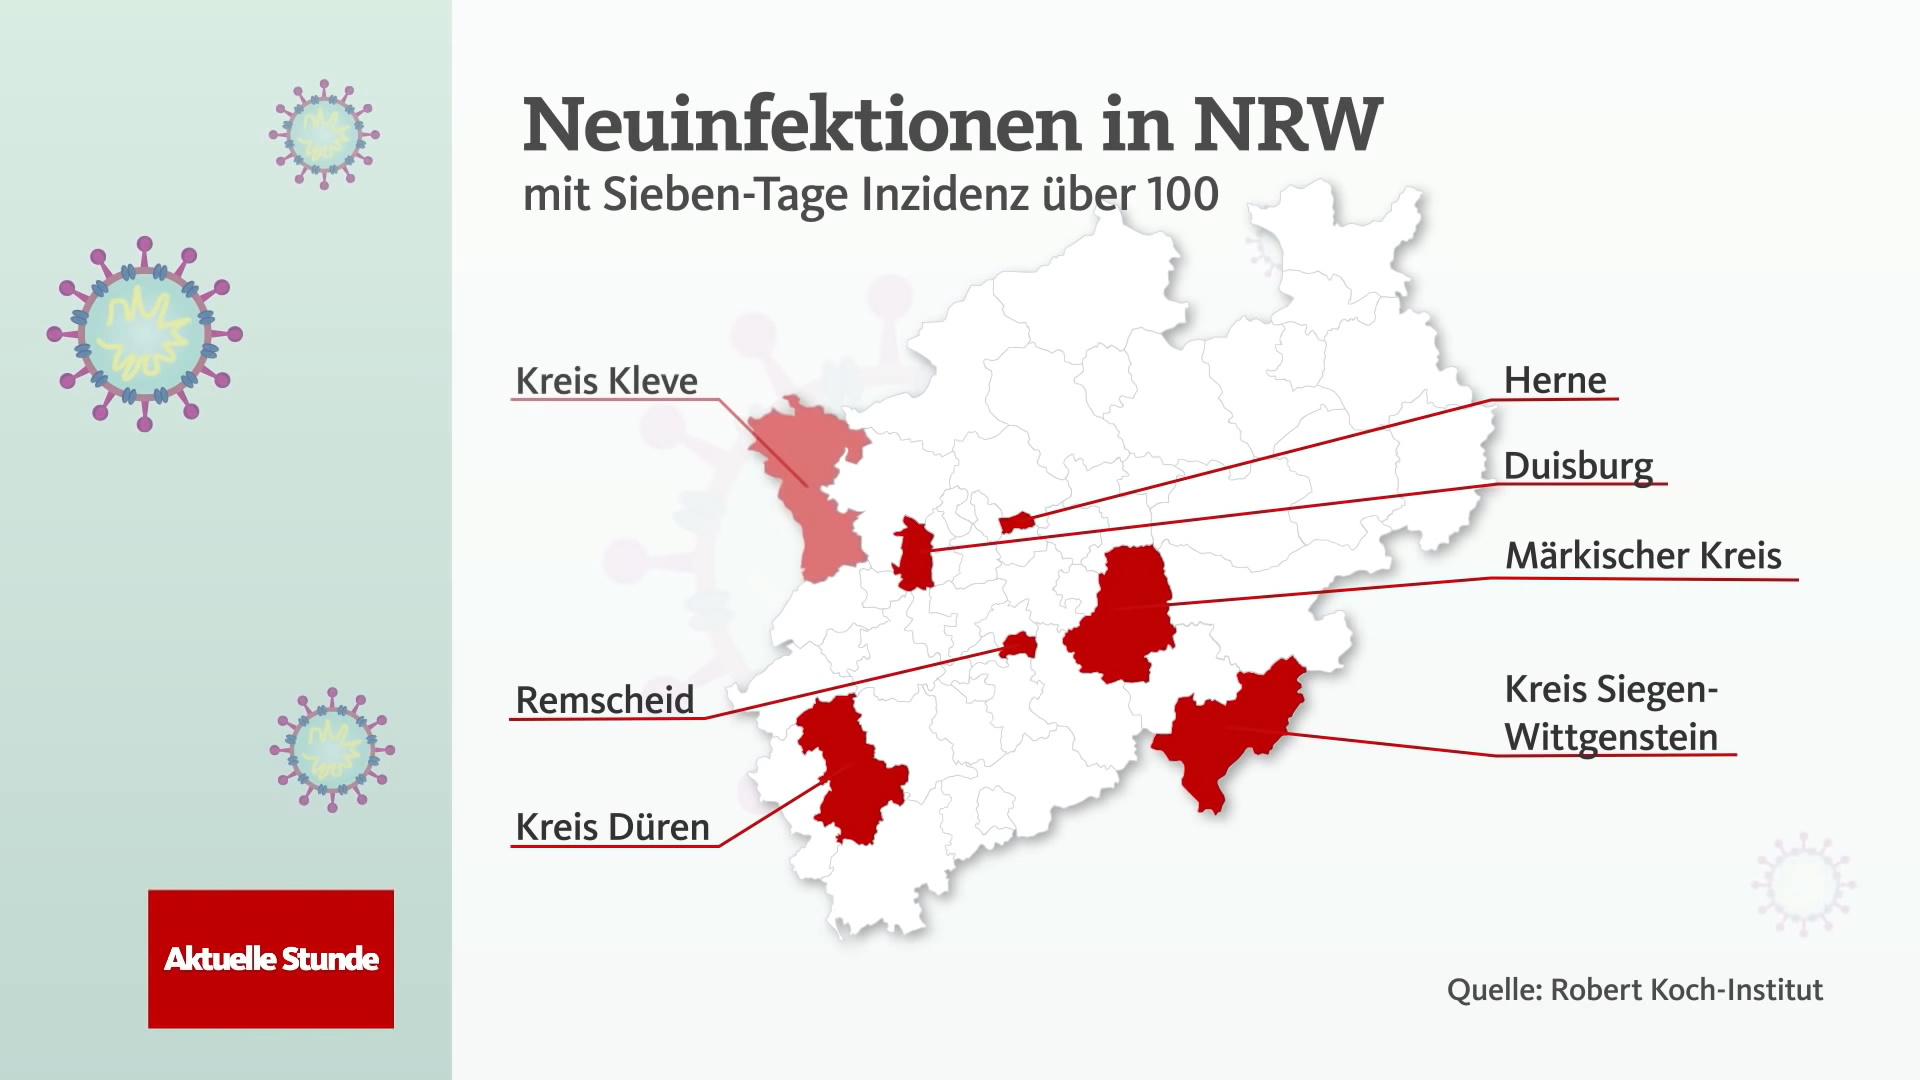 Neuinfektionen in NRW
mit Sieben-Tage Inzidenz über 100
Kreis Kleve
Herne
Duisburg
Märkischer Kreis
Remscheid
Kreis Siegen-
Wittgenstein
Kreis Düren
Aktuelle Stunde
Quelle: Robert Koch-Institut